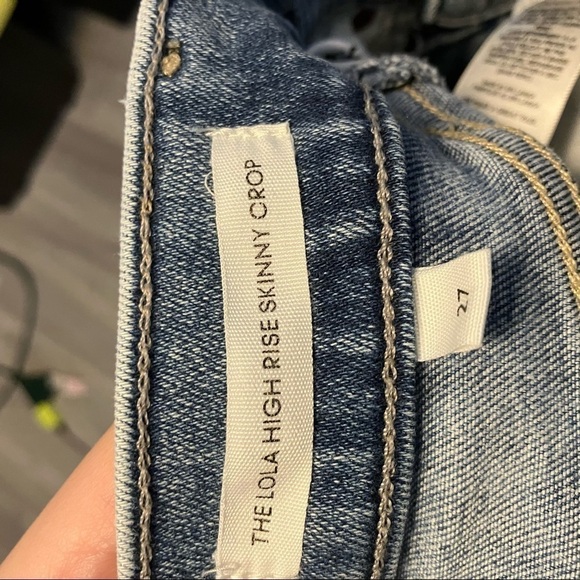 THE LOLA HIGH RISE SKINNY CROP
27